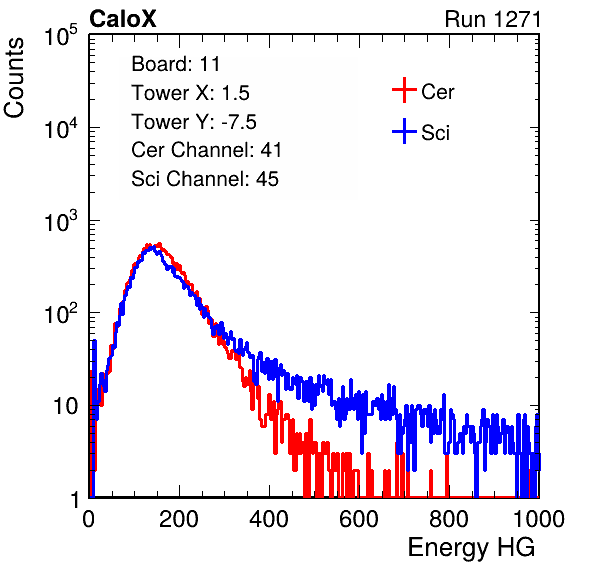 CaloX Run 1271
Counts
10^5
10^4
10^3
10^2
10
1
Board: 11
Tower X: 1.5
Tower Y: -7.5
Cer Channel: 41
Sci Channel: 45
Cer
Sci
0 200 400 600 800 1000
Energy HG